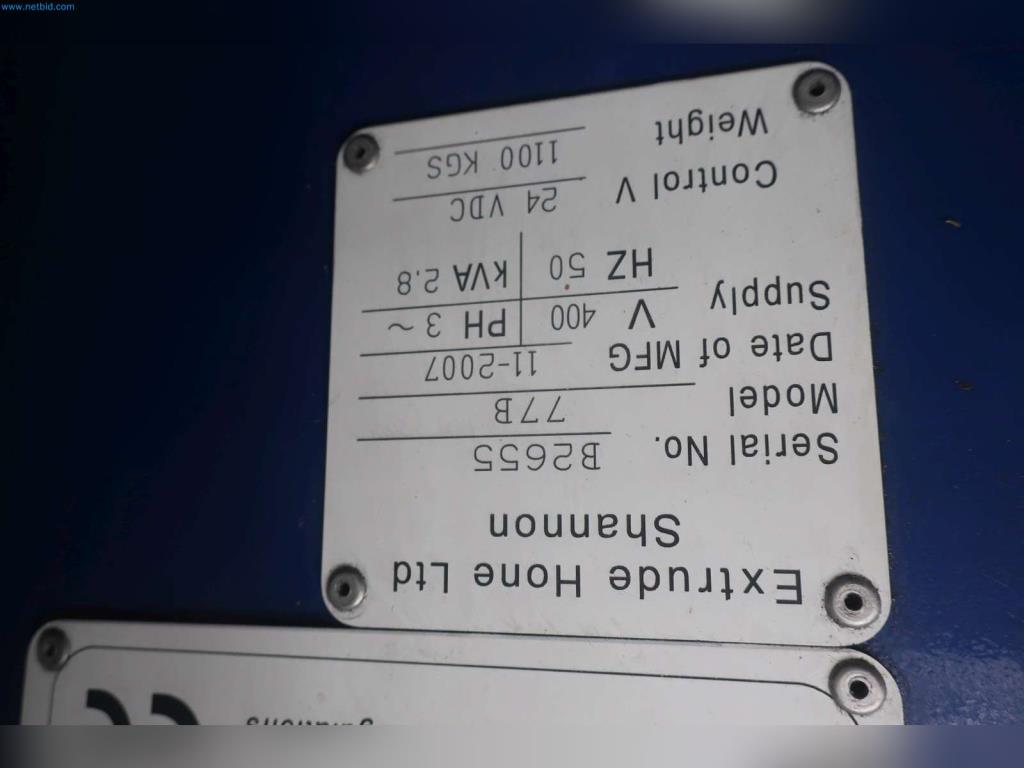 www.netbid.com
Extrude Hone Ltd
Shannon
Serial No. B2655
Model 77B
Date of MFG 11-2007
Supply V 400 PH 3 ~
HZ 50 kVA 2.8
Control V 24 VDC
Weight 1100 KGS
CE